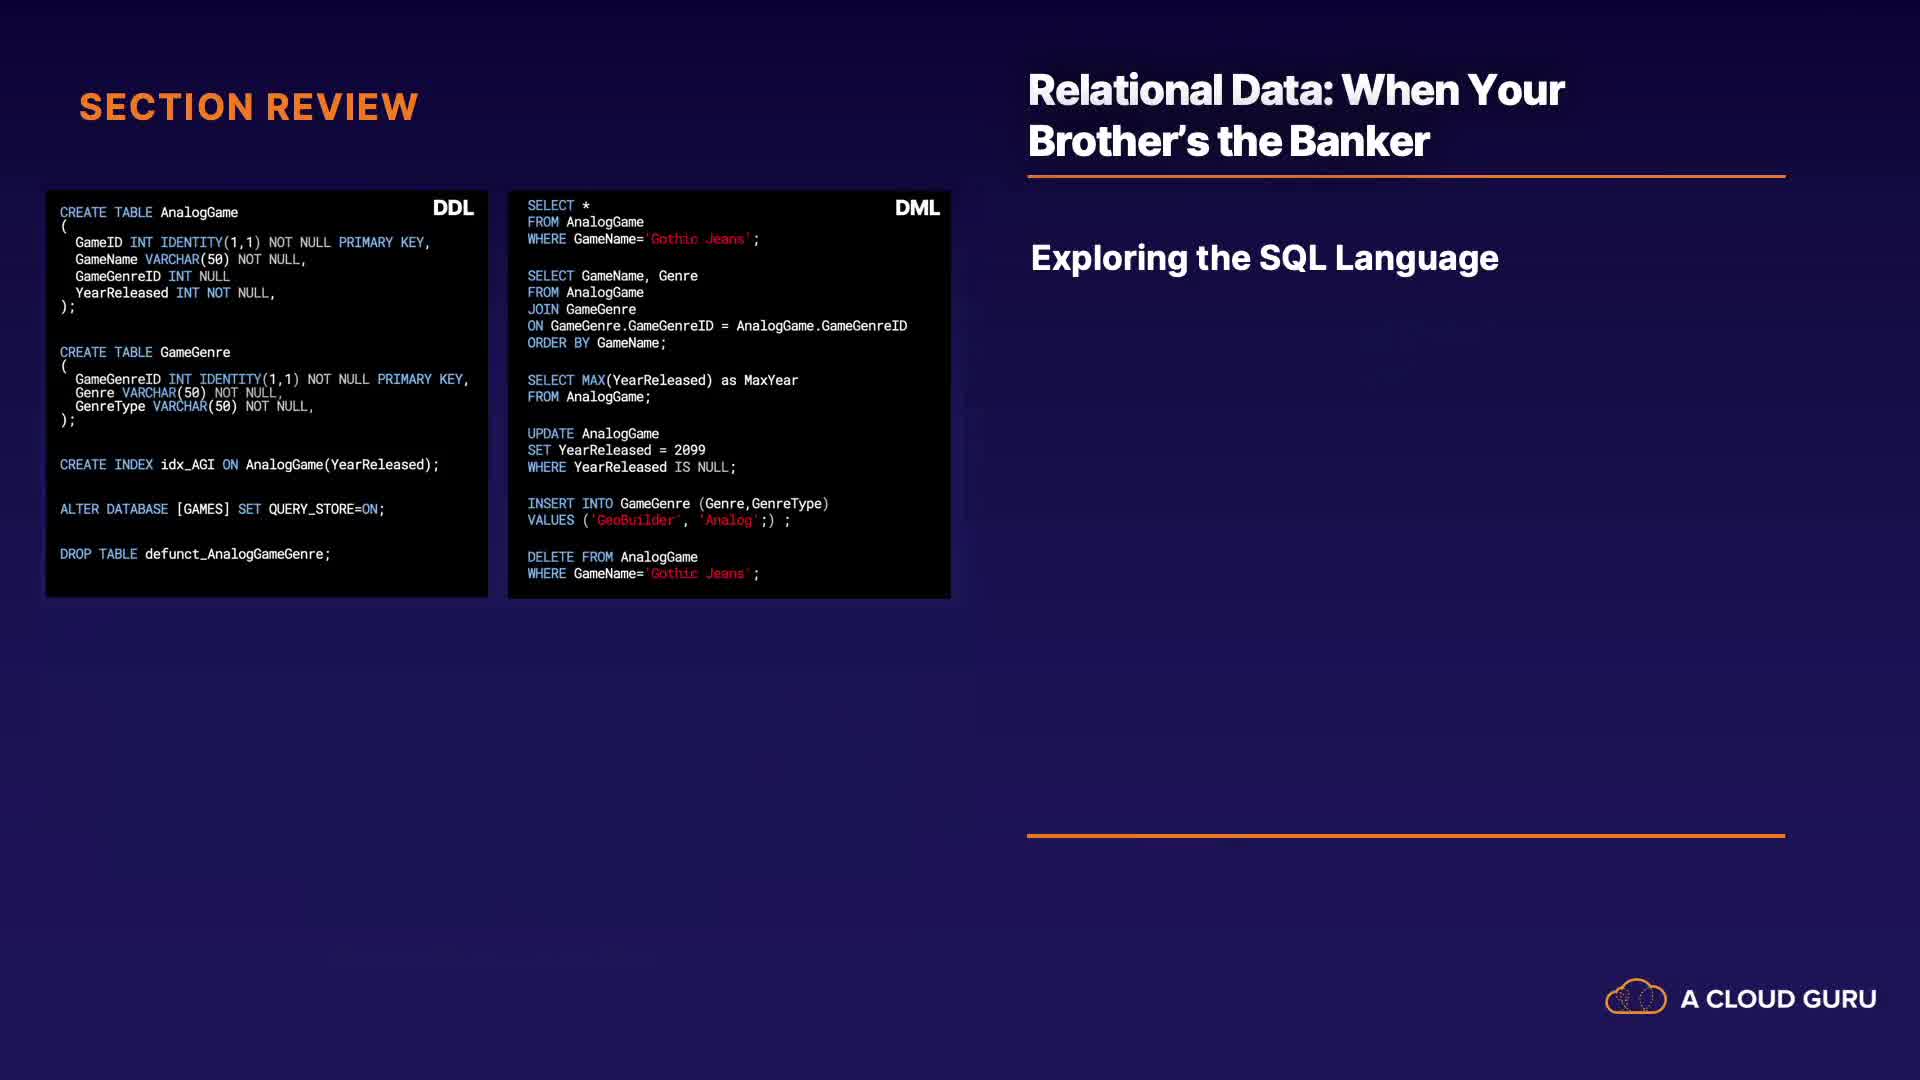 SECTION REVIEW
DDL
CREATE TABLE AnalogGame
(
GameID INT IDENTITY(1,1) NOT NULL PRIMARY KEY,
GameName VARCHAR(50) NOT NULL,
GameGenreID INT NULL
YearReleased INT NOT NULL,
);
CREATE TABLE GameGenre
(
GameGenreID INT IDENTITY(1,1) NOT NULL PRIMARY KEY,
Genre VARCHAR(50) NOT NULL,
GenreType VARCHAR(50) NOT NULL,
);
CREATE INDEX idx_AGI ON AnalogGame(YearReleased);
ALTER DATABASE [GAMES] SET QUERY_STORE=ON;
DROP TABLE defunct_AnalogGameGenre;
DML
SELECT *
FROM AnalogGame
WHERE GameName='Gothic Jeans';
SELECT GameName, Genre
FROM AnalogGame
JOIN GameGenre
ON GameGenre.GameGenreID = AnalogGame.GameGenreID
ORDER BY GameName;
SELECT MAX(YearReleased) as MaxYear
FROM AnalogGame;
UPDATE AnalogGame
SET YearReleased = 2099
WHERE YearReleased IS NULL;
INSERT INTO GameGenre (Genre,GenreType)
VALUES ('GeoBuilder', 'Analog';) ;
DELETE FROM AnalogGame
WHERE GameName='Gothic Jeans';
Relational Data: When Your
Brother's the Banker
Exploring the SQL Language
A CLOUD GURU